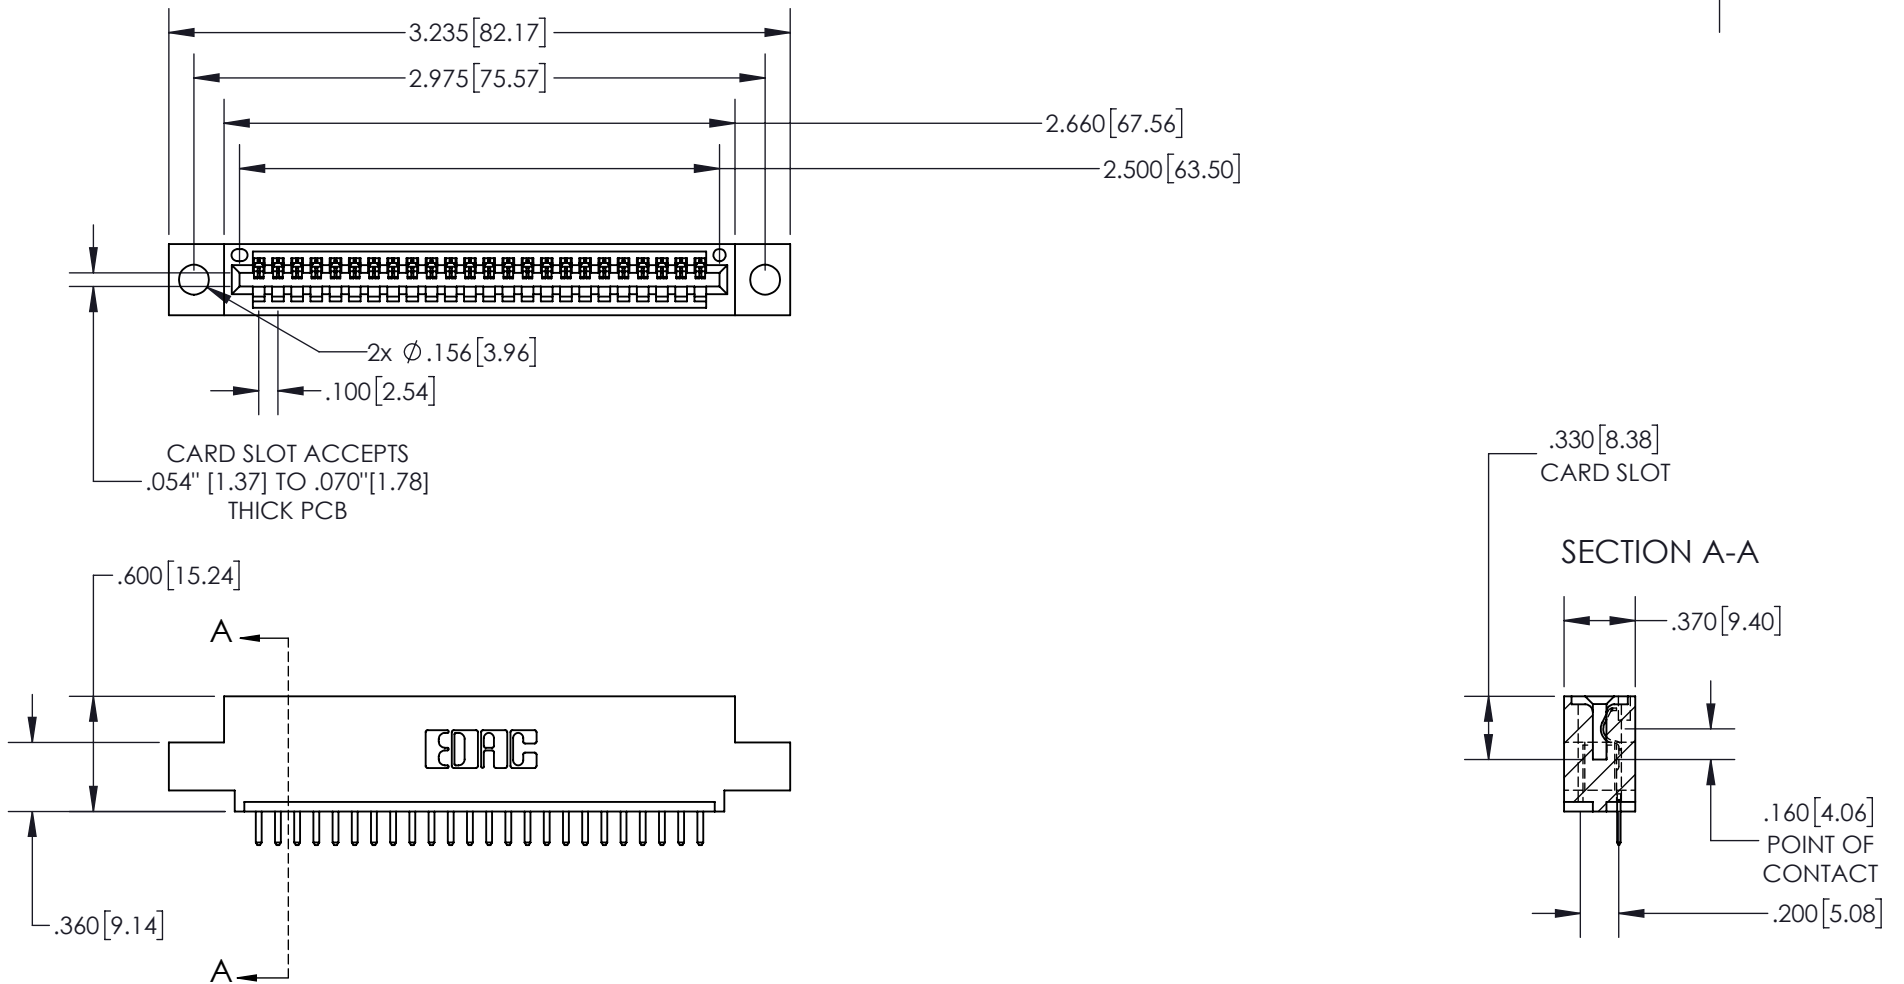 3.235[82.17]
2.975[75.57]
2.660[67.56]
2.500[63.50]
2x Ø.156[3.96]
.100[2.54]
CARD SLOT ACCEPTS
.054" [1.37] TO .070"[1.78]
THICK PCB
.330[8.38]
CARD SLOT
SECTION A-A
.600[15.24]
.370[9.40]
A
EDAC
.160[4.06]
POINT OF
CONTACT
.200[5.08]
.360[9.14]
A